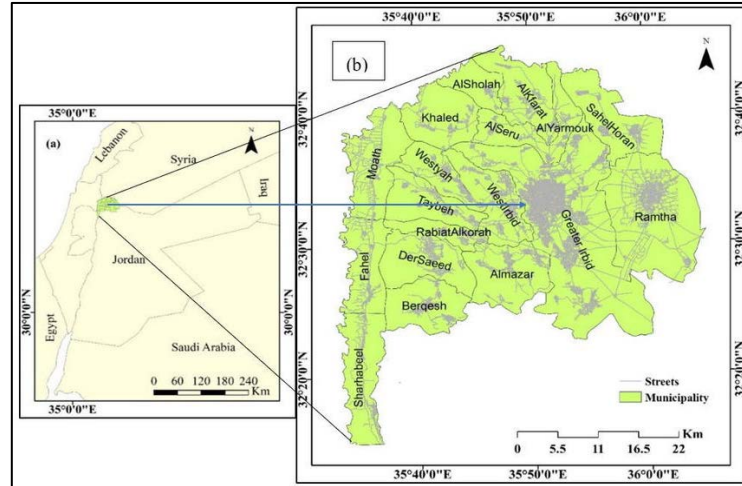 35°0'0"E
(a)
N
Lebanon
Syria
Iraq
Jordan
Egypt
Saudi Arabia
30°0'0"N
30°0'0"N
0 60 120 180 240
Km
35°0'0"E
35°40'0"E 35°50'0"E 36°0'0"E
(b)
N
32°40'0"N
32°30'0"N
32°20'0"N
AlSholah
AlKfarat
SahelHoran
Khaled
AlSeru
AlYarmouk
Moath
Westyah
Taybeh
WestIrbid
Greater Irbid
Ramtha
RabiatAlkorah
Fahel
DerSaeed
Almazar
Berqesh
Sharhabeel
Streets
Municipality
Km
0 5.5 11 16.5 22
35°40'0"E 35°50'0"E 36°0'0"E